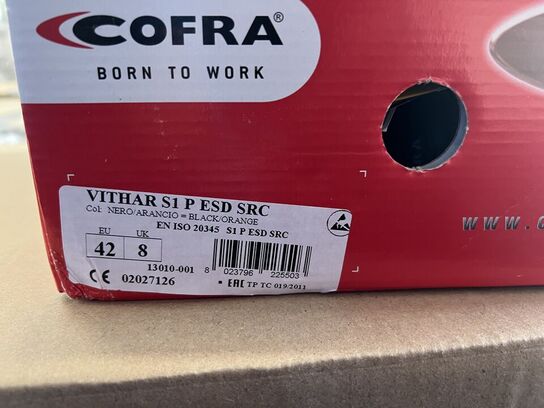 COFRA®
BORN TO WORK
www.
VITHAR S1 P ESD SRC
Col: NERO/ARANCIO = BLACK/ORANGE
EN ISO 20345 S1 P ESD SRC
EU UK
42 8
13010-001 8 023796 225503
CE 02027126
EAC TP TC 019/2011